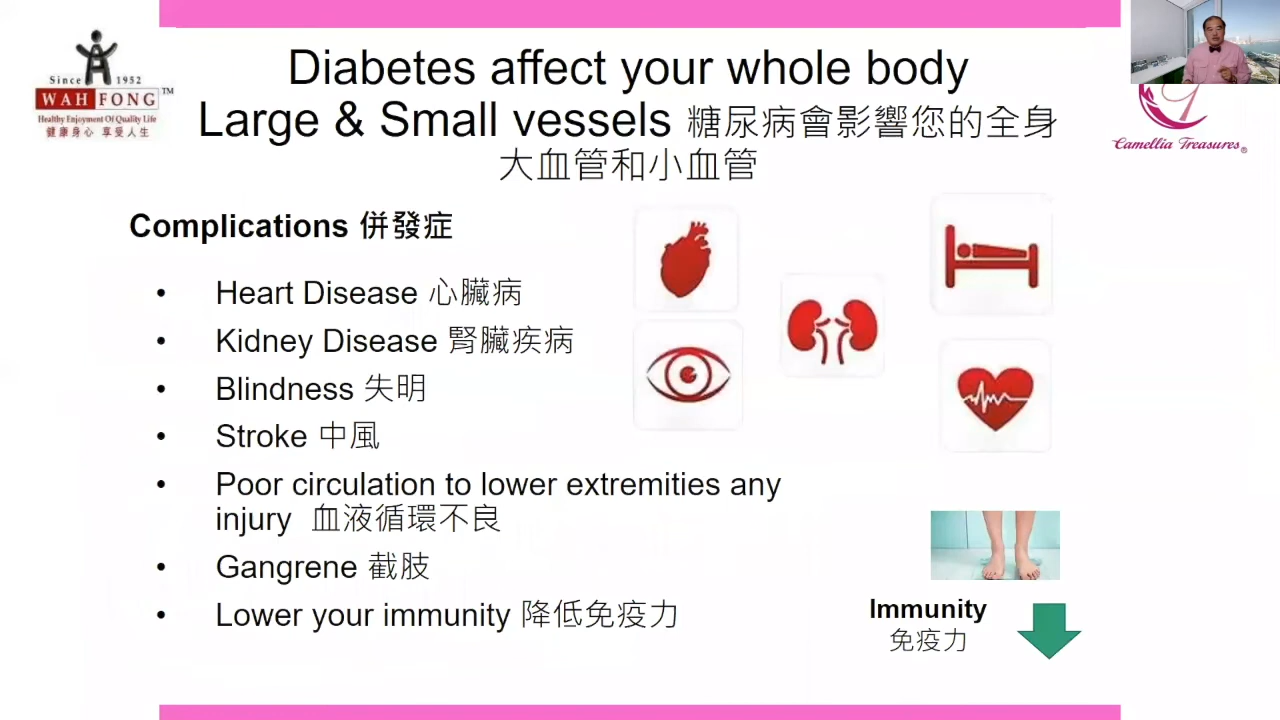 Diabetes affect your whole body
Large & Small vessels 糖尿病會影響您的全身
大血管和小血管
Since 1952
WAH FONG TM
Healthy Enjoyment Of Quality Life
健康身心 享受人生
Camellia Treasures®
Complications 併發症
• Heart Disease 心臟病
• Kidney Disease 腎臟疾病
• Blindness 失明
• Stroke 中風
• Poor circulation to lower extremities any
injury 血液循環不良
• Gangrene 截肢
• Lower your immunity 降低免疫力
Immunity
免疫力